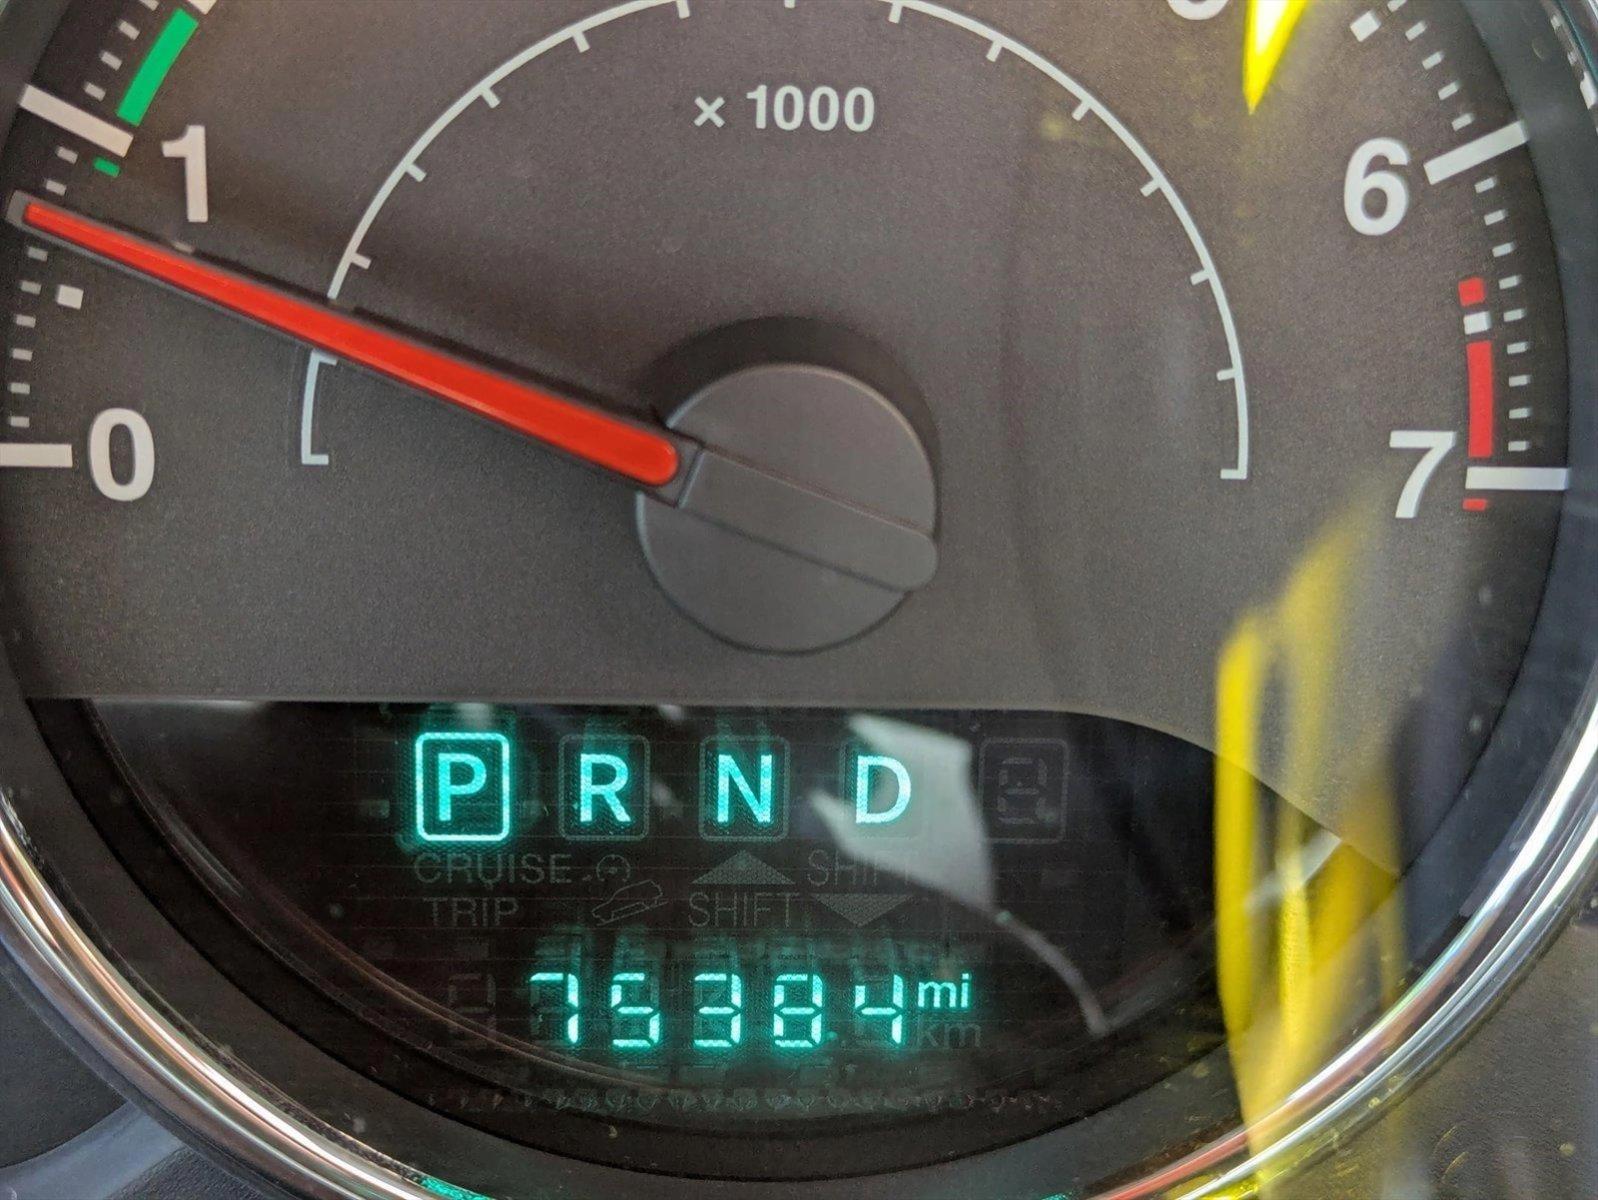 × 1000
1
6
0
7
P R N D
CRUISE SHIFT
TRIP SHIFT
75384 mi
km